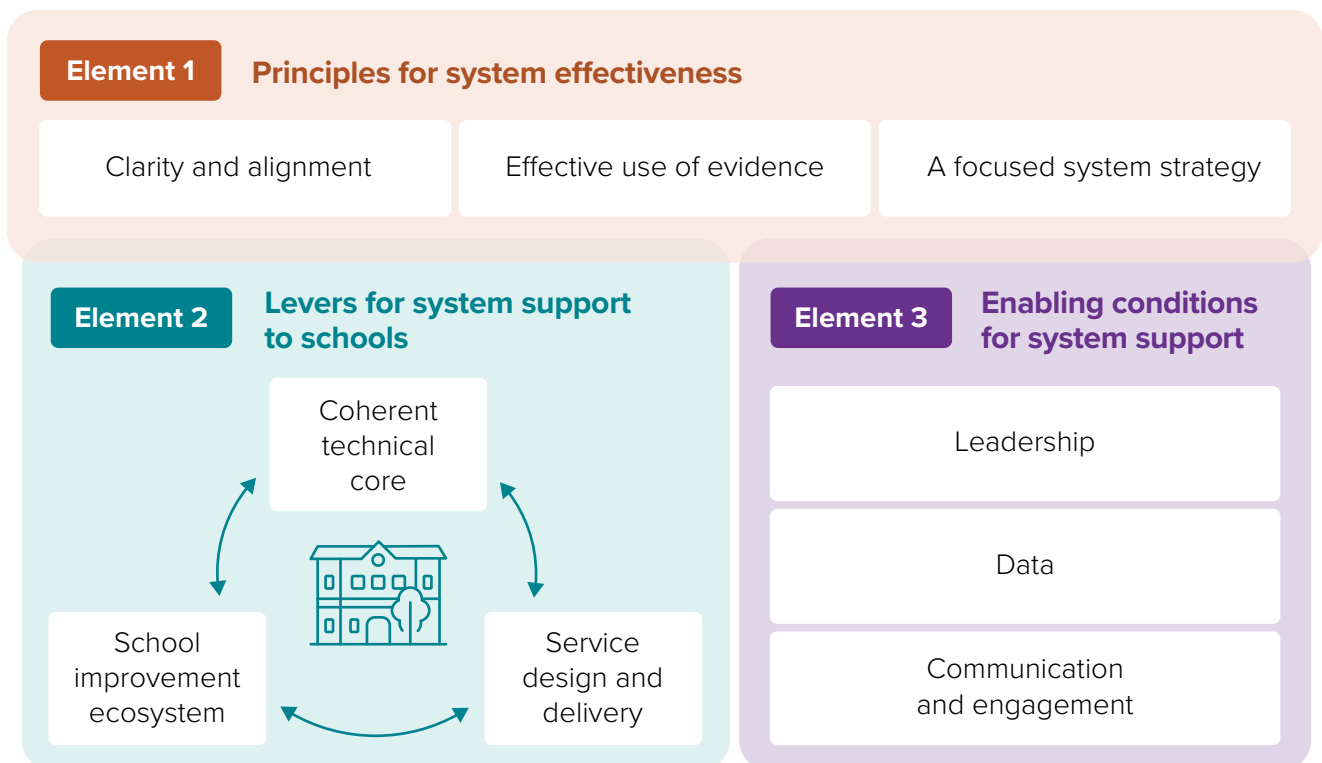 Element 1
Principles for system effectiveness
Clarity and alignment
Effective use of evidence
A focused system strategy
Element 2
Levers for system support
to schools
Coherent
technical
core
School
improvement
ecosystem
Service
design and
delivery
Element 3
Enabling conditions
for system support
Leadership
Data
Communication
and engagement